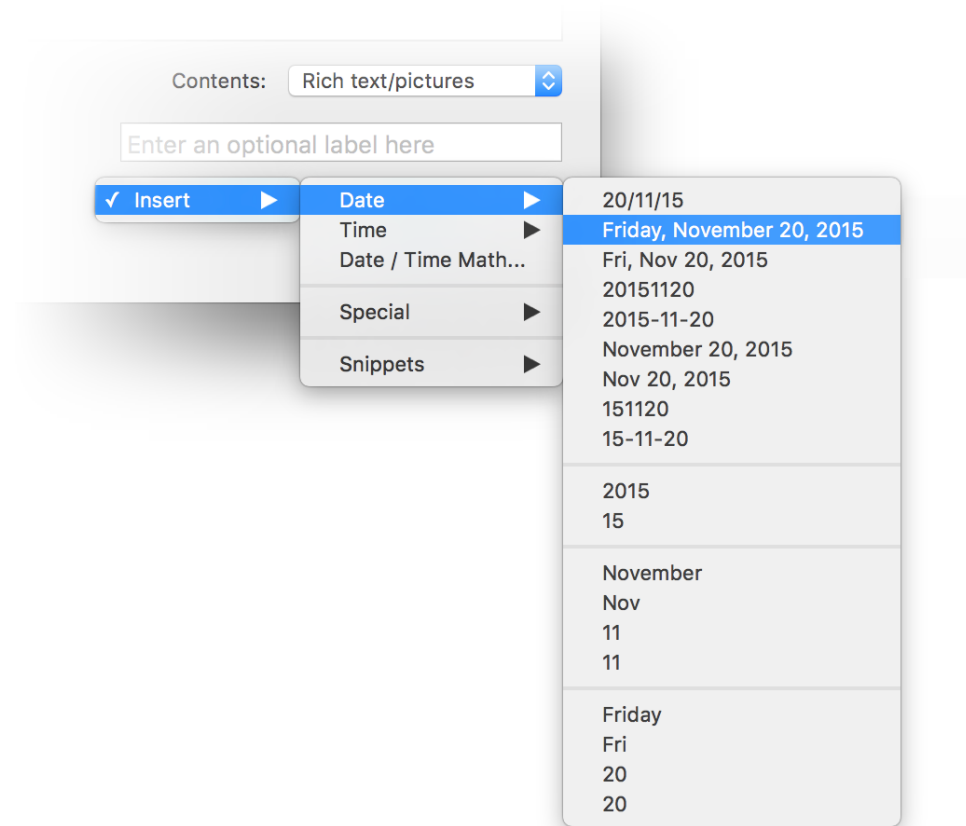 Contents: Rich text/pictures
Enter an optional label here
✓ Insert
Date
Time
Date / Time Math...
Special
Snippets
20/11/15
Friday, November 20, 2015
Fri, Nov 20, 2015
20151120
2015-11-20
November 20, 2015
Nov 20, 2015
151120
15-11-20
2015
15
November
Nov
11
11
Friday
Fri
20
20